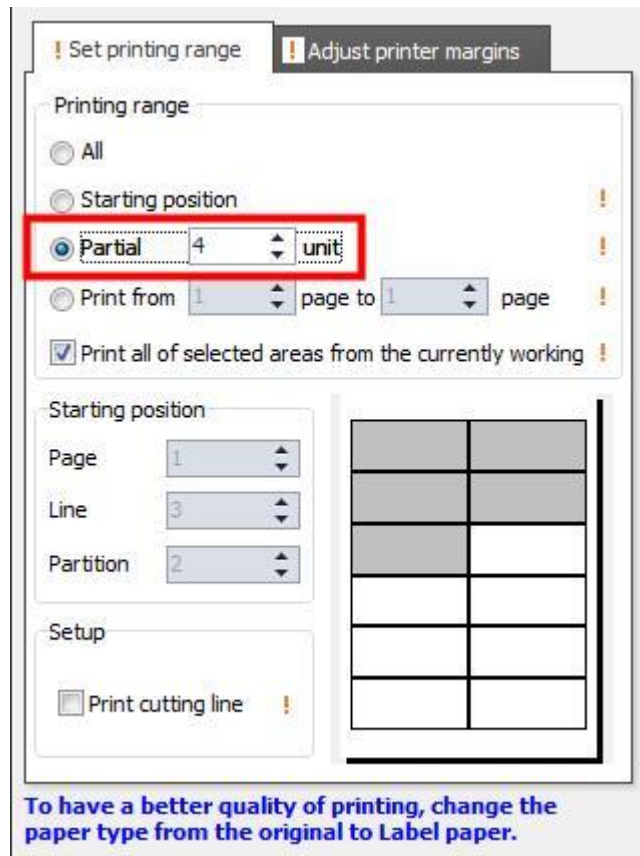 ! Set printing range ! Adjust printer margins
Printing range
All
Starting position !
Partial 4 unit !
Print from 1 page to 1 page !
Print all of selected areas from the currently working !
Starting position
Page 1
Line 3
Partition 2
Setup
Print cutting line !
To have a better quality of printing, change the
paper type from the original to Label paper.